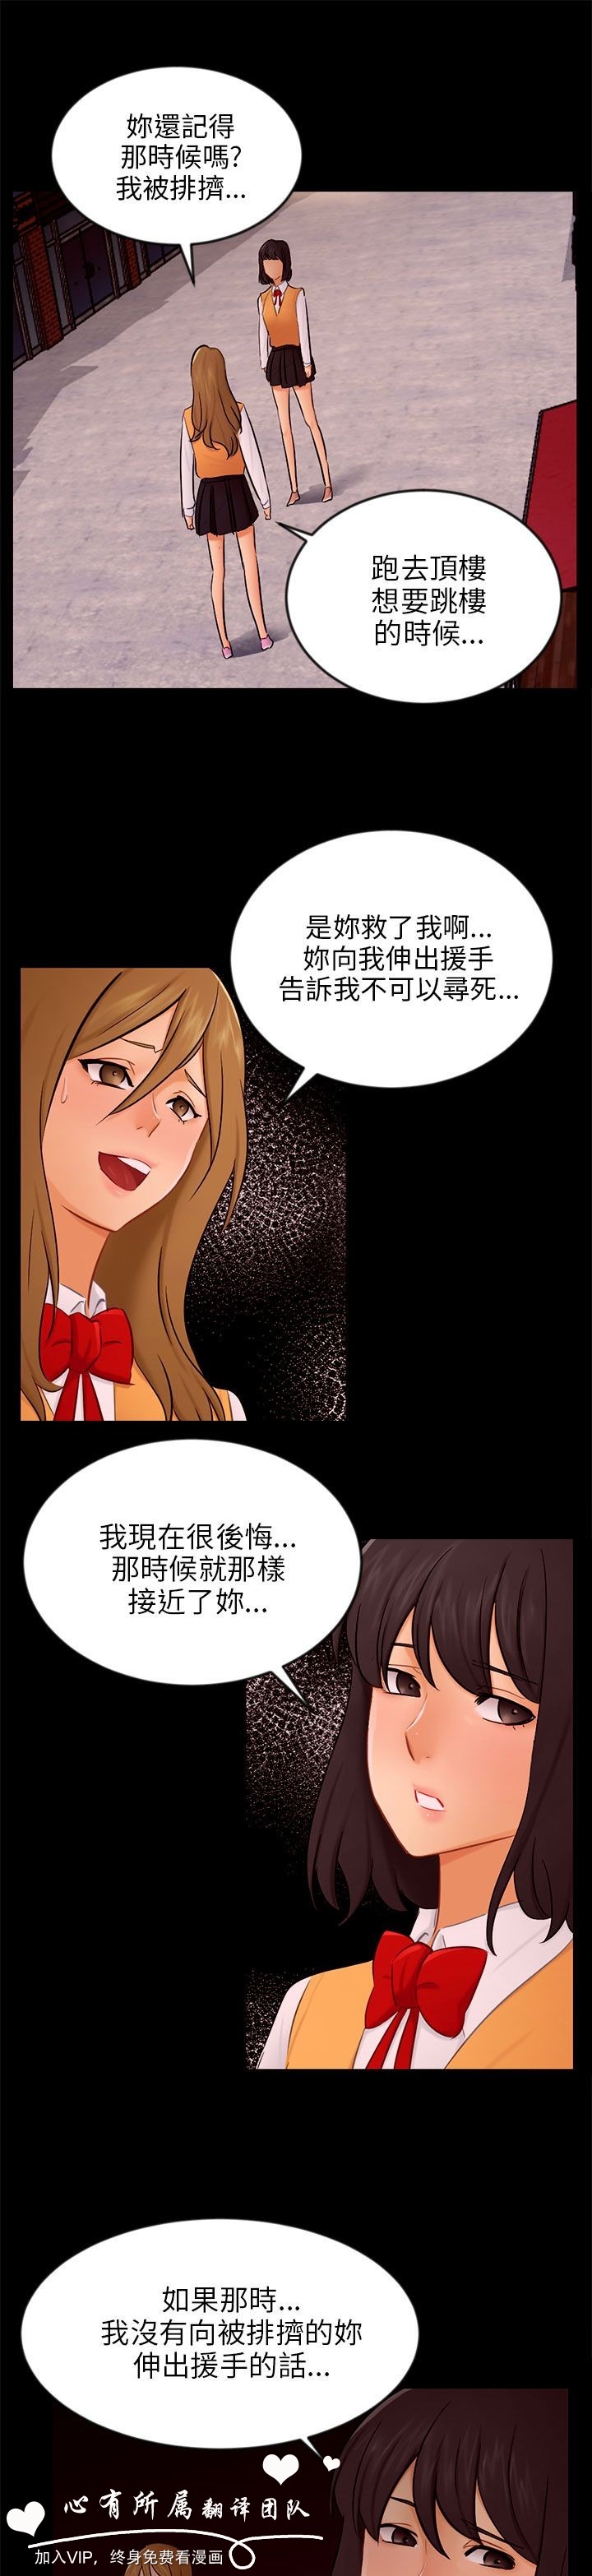 妳還記得
那時候嗎?
我被排擠...
跑去頂樓
想要跳樓
的時候...
是妳救了我啊...
妳向我伸出援手
告訴我不可以尋死...
我現在很後悔...
那時候就那樣
接近了妳...
如果那時...
我沒有向被排擠的妳
伸出援手的話...
心有所属翻译团队
加入VIP，终身免费看漫画